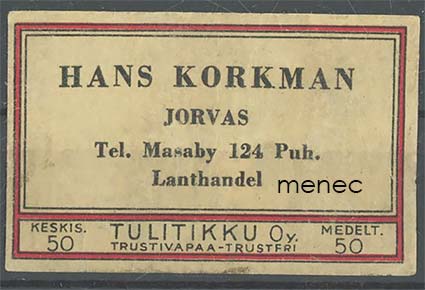 HANS KORKMAN
JORVAS
Tel. Masaby 124 Puh.
Lanthandel
menec
KESKIS. 50
TULITIKKU Oy.
TRUSTIVAPAA-TRUSTFRI
MEDELT. 50